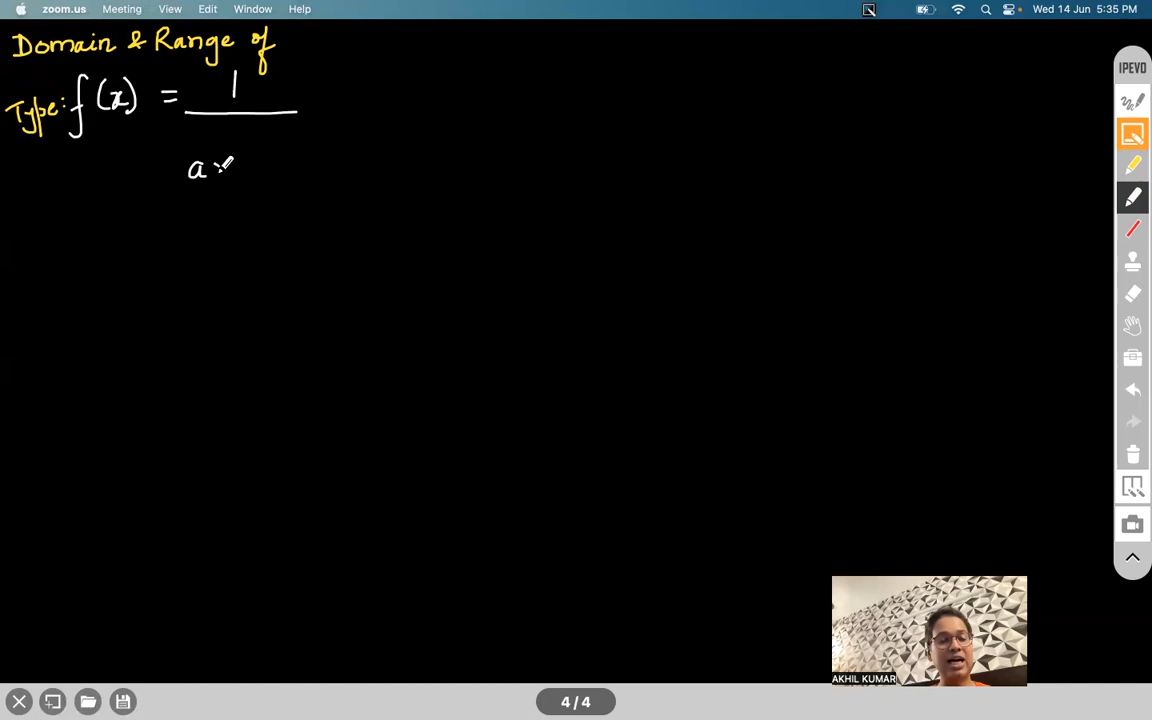 zoom.us Meeting View Edit Window Help Wed 14 Jun 5:35 PM
Domain & Range of
Type: f(x) = 1
a
IPEVO
AKHIL KUMAR
4/4